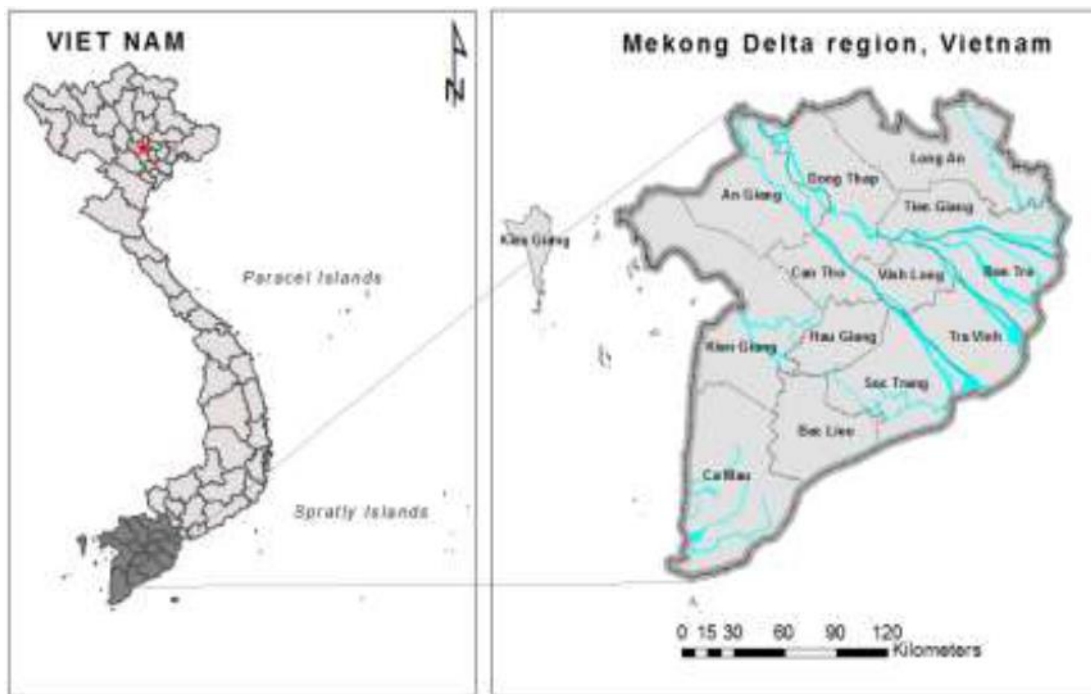 VIET NAM
N
Paracel Islands
Spratly Islands
Mekong Delta region, Vietnam
Long An
Dong Thap
An Giang
Tien Giang
Kien Giang
Can Tho
Vinh Long
Ben Tre
Kien Giang
Hau Giang
Tra Vinh
Soc Trang
Bac Lieu
Ca Mau
0 15 30 60 90 120
Kilometers